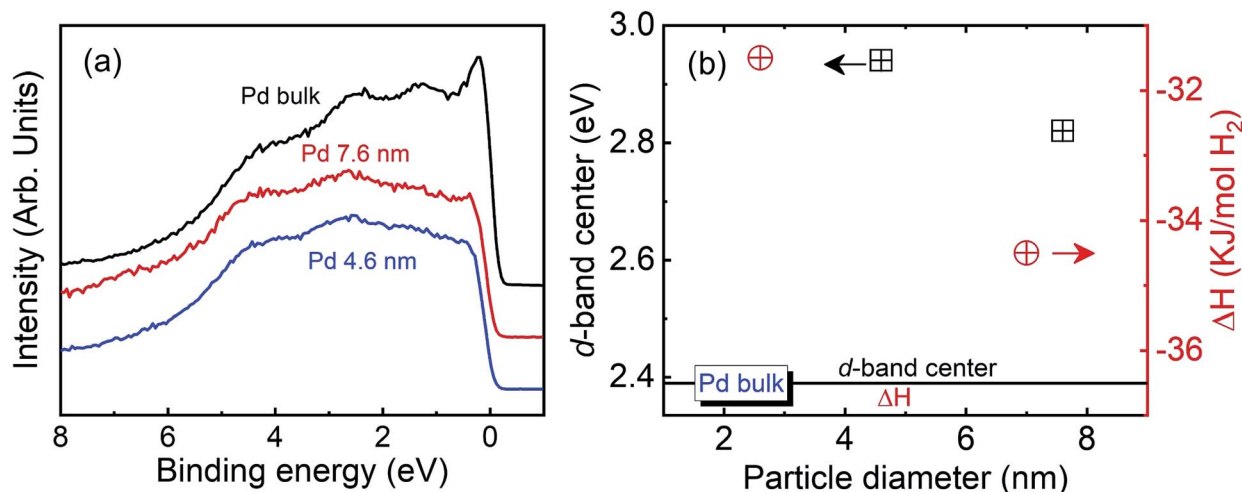 (a)
Pd bulk
Pd 7.6 nm
Pd 4.6 nm
Intensity (Arb. Units)
8 6 4 2 0
Binding energy (eV)
(b)
3.0
2.8
2.6
2.4
d-band center (eV)
-32
-34
-36
ΔH (KJ/mol H₂)
d-band center
Pd bulk
ΔH
2 4 6 8
Particle diameter (nm)